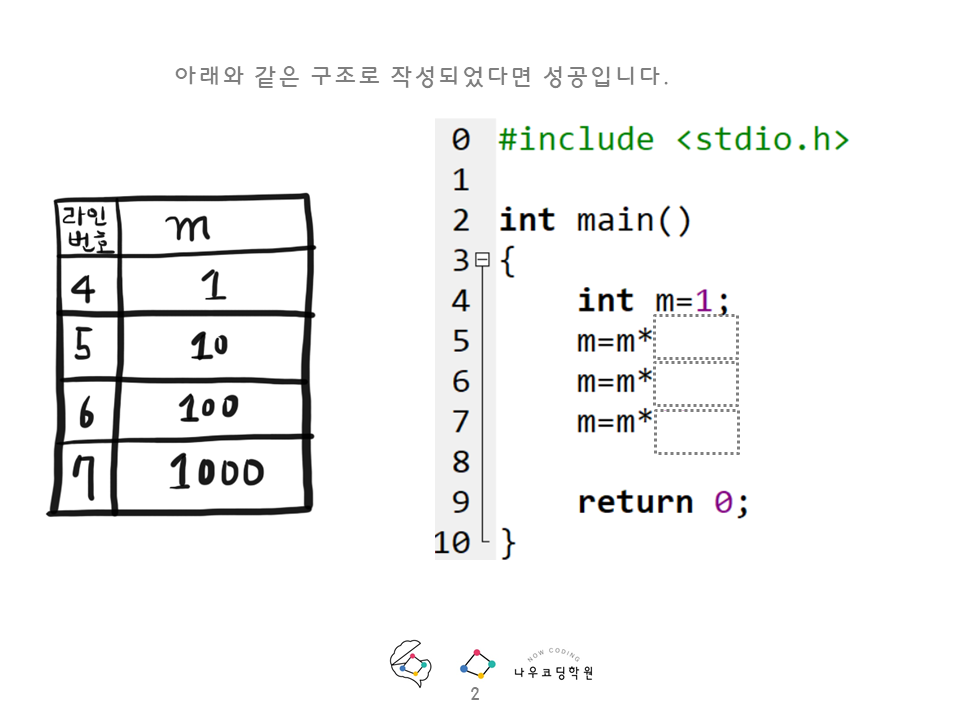 아래와 같은 구조로 작성되었다면 성공입니다.
라인
번호 m
4 1
5 10
6 100
7 1000
0 #include <stdio.h>
1
2 int main()
3 {
4 int m=1;
5 m=m*
6 m=m*
7 m=m*
8
9 return 0;
10 }
NOW CODING
나우코딩학원
2